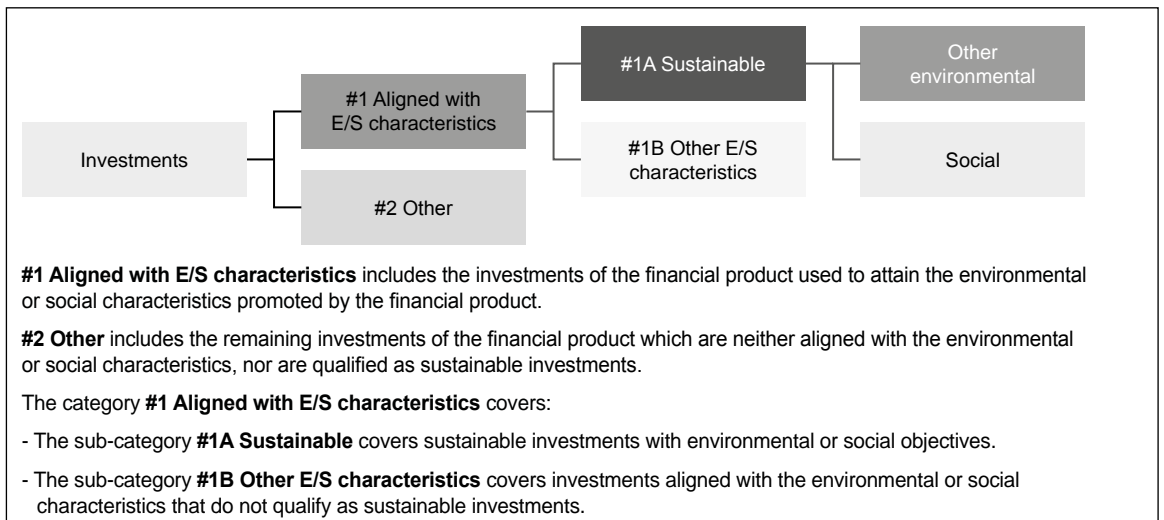 Investments
#1 Aligned with
E/S characteristics
#2 Other
#1A Sustainable
#1B Other E/S
characteristics
Other
environmental
Social
#1 Aligned with E/S characteristics includes the investments of the financial product used to attain the environmental
or social characteristics promoted by the financial product.
#2 Other includes the remaining investments of the financial product which are neither aligned with the environmental
or social characteristics, nor are qualified as sustainable investments.
The category #1 Aligned with E/S characteristics covers:
- The sub-category #1A Sustainable covers sustainable investments with environmental or social objectives.
- The sub-category #1B Other E/S characteristics covers investments aligned with the environmental or social
characteristics that do not qualify as sustainable investments.